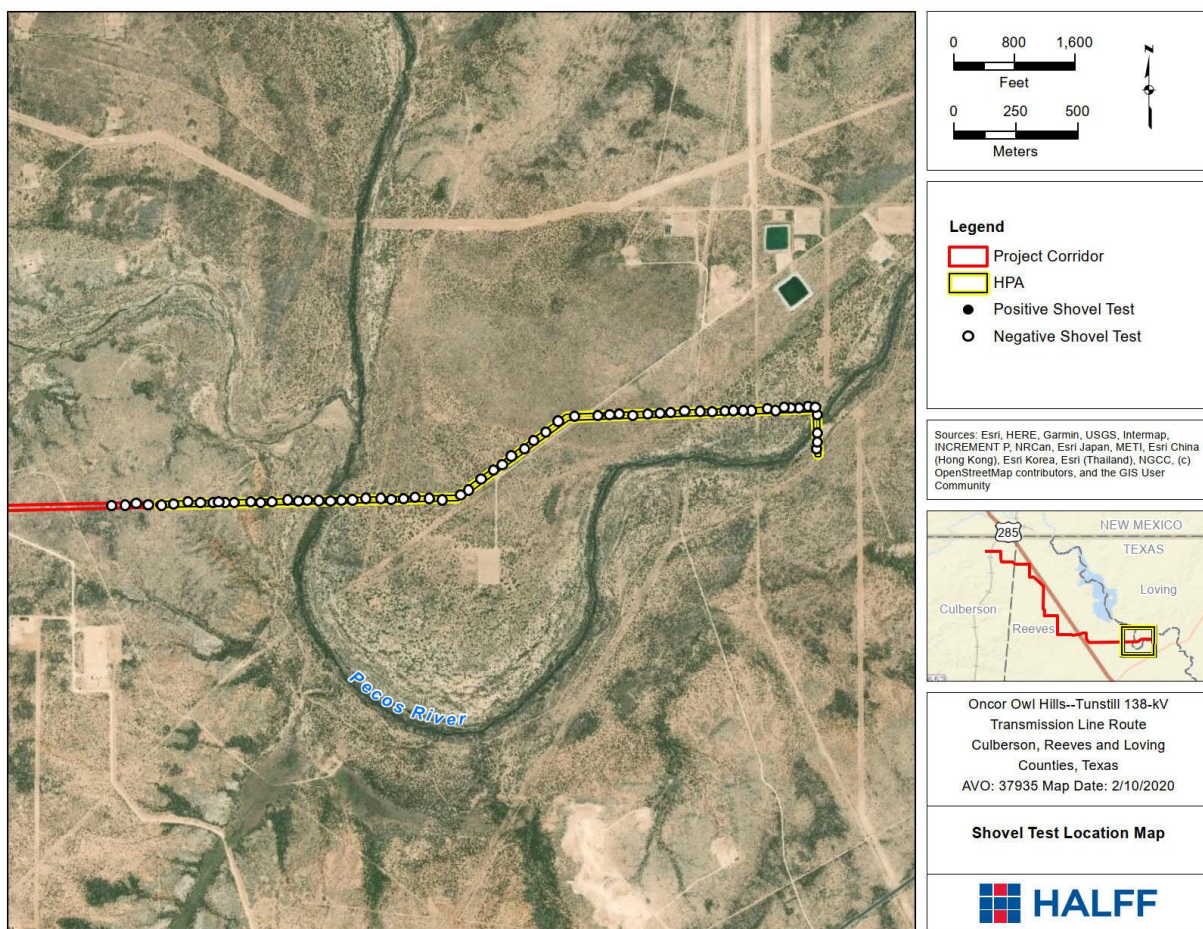 Pecos River
0 800 1,600
Feet
N
0 250 500
Meters
Legend
Project Corridor
HPA
Positive Shovel Test
Negative Shovel Test
Sources: Esri, HERE, Garmin, USGS, Intermap,
INCREMENT P, NRCan, Esri Japan, METI, Esri China
(Hong Kong), Esri Korea, Esri (Thailand), NGCC, (c)
OpenStreetMap contributors, and the GIS User
Community
NEW MEXICO
285
TEXAS
Loving
Culberson
Reeves
Oncor Owl Hills--Tunstill 138-kV
Transmission Line Route
Culberson, Reeves and Loving
Counties, Texas
AVO: 37935 Map Date: 2/10/2020
Shovel Test Location Map
HALFF